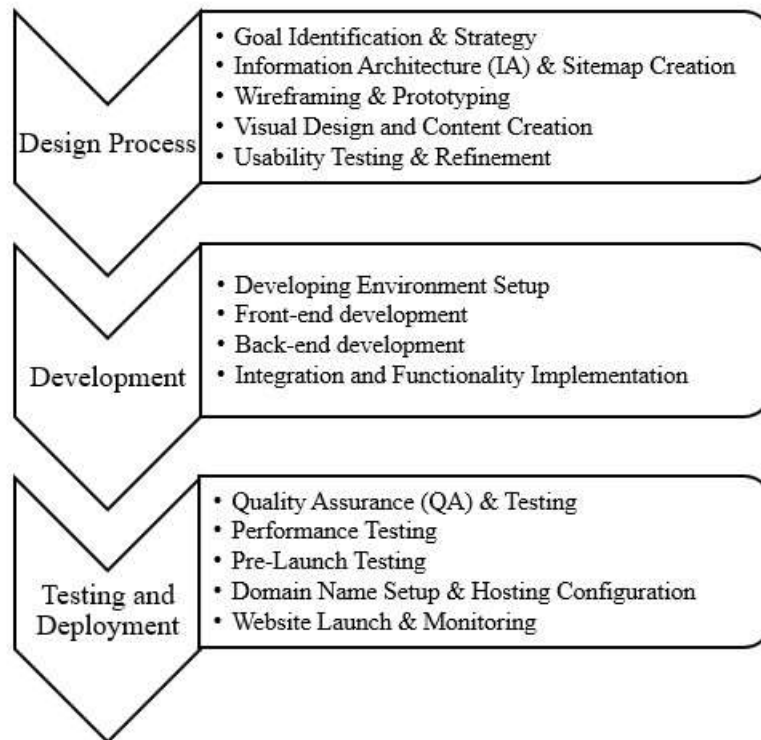 Design Process
• Goal Identification & Strategy
• Information Architecture (IA) & Sitemap Creation
• Wireframing & Prototyping
• Visual Design and Content Creation
• Usability Testing & Refinement
Development
• Developing Environment Setup
• Front-end development
• Back-end development
• Integration and Functionality Implementation
Testing and
Deployment
• Quality Assurance (QA) & Testing
• Performance Testing
• Pre-Launch Testing
• Domain Name Setup & Hosting Configuration
• Website Launch & Monitoring